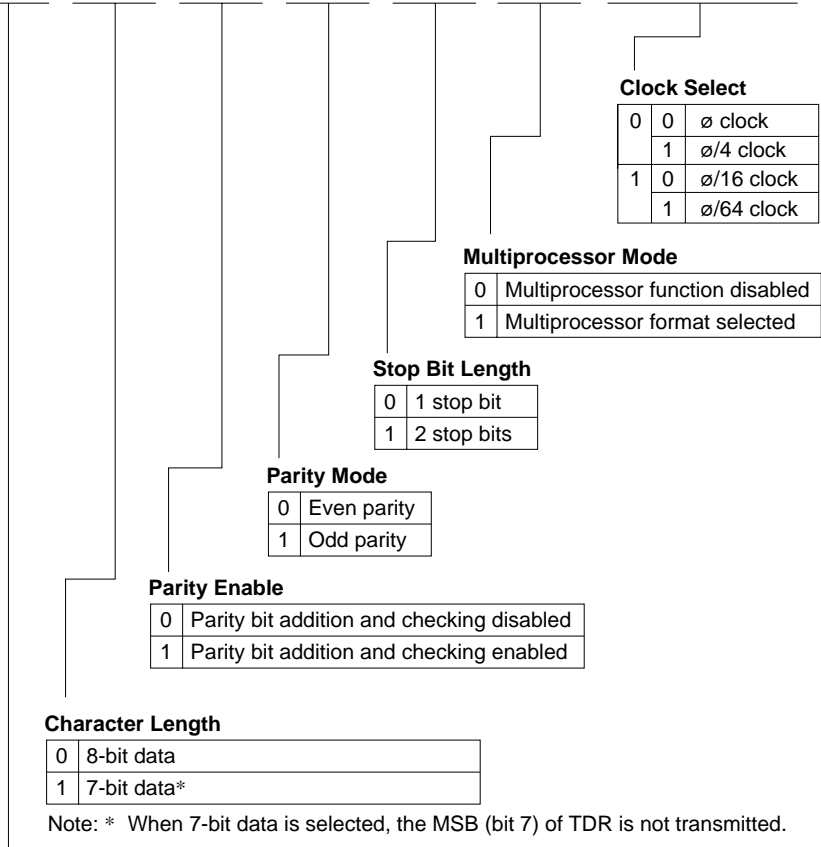 Clock Select
0 0 ø clock
1 ø/4 clock
1 0 ø/16 clock
1 ø/64 clock
Multiprocessor Mode
0 Multiprocessor function disabled
1 Multiprocessor format selected
Stop Bit Length
0 1 stop bit
1 2 stop bits
Parity Mode
0 Even parity
1 Odd parity
Parity Enable
0 Parity bit addition and checking disabled
1 Parity bit addition and checking enabled
Character Length
0 8-bit data
1 7-bit data*
Note: * When 7-bit data is selected, the MSB (bit 7) of TDR is not transmitted.